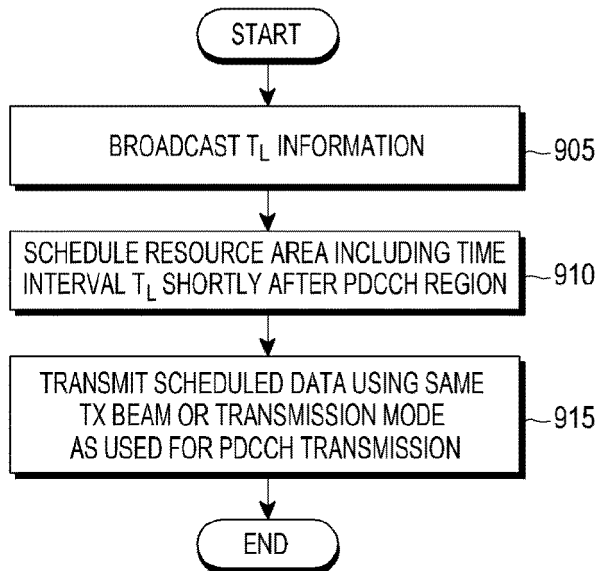 START
BROADCAST TL INFORMATION
905
SCHEDULE RESOURCE AREA INCLUDING TIME
INTERVAL TL SHORTLY AFTER PDCCH REGION
910
TRANSMIT SCHEDULED DATA USING SAME
TX BEAM OR TRANSMISSION MODE
AS USED FOR PDCCH TRANSMISSION
915
END